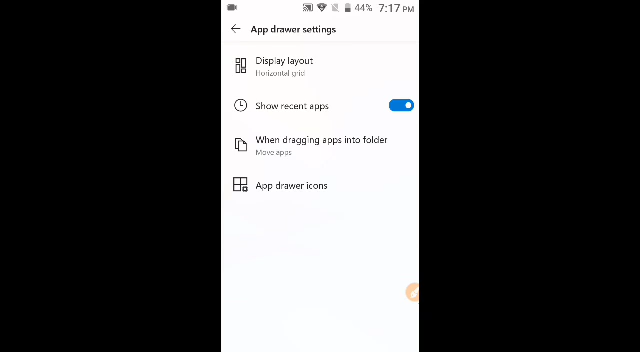 44% 7:17 PM
App drawer settings
Display layout
Horizontal grid
Show recent apps
When dragging apps into folder
Move apps
App drawer icons